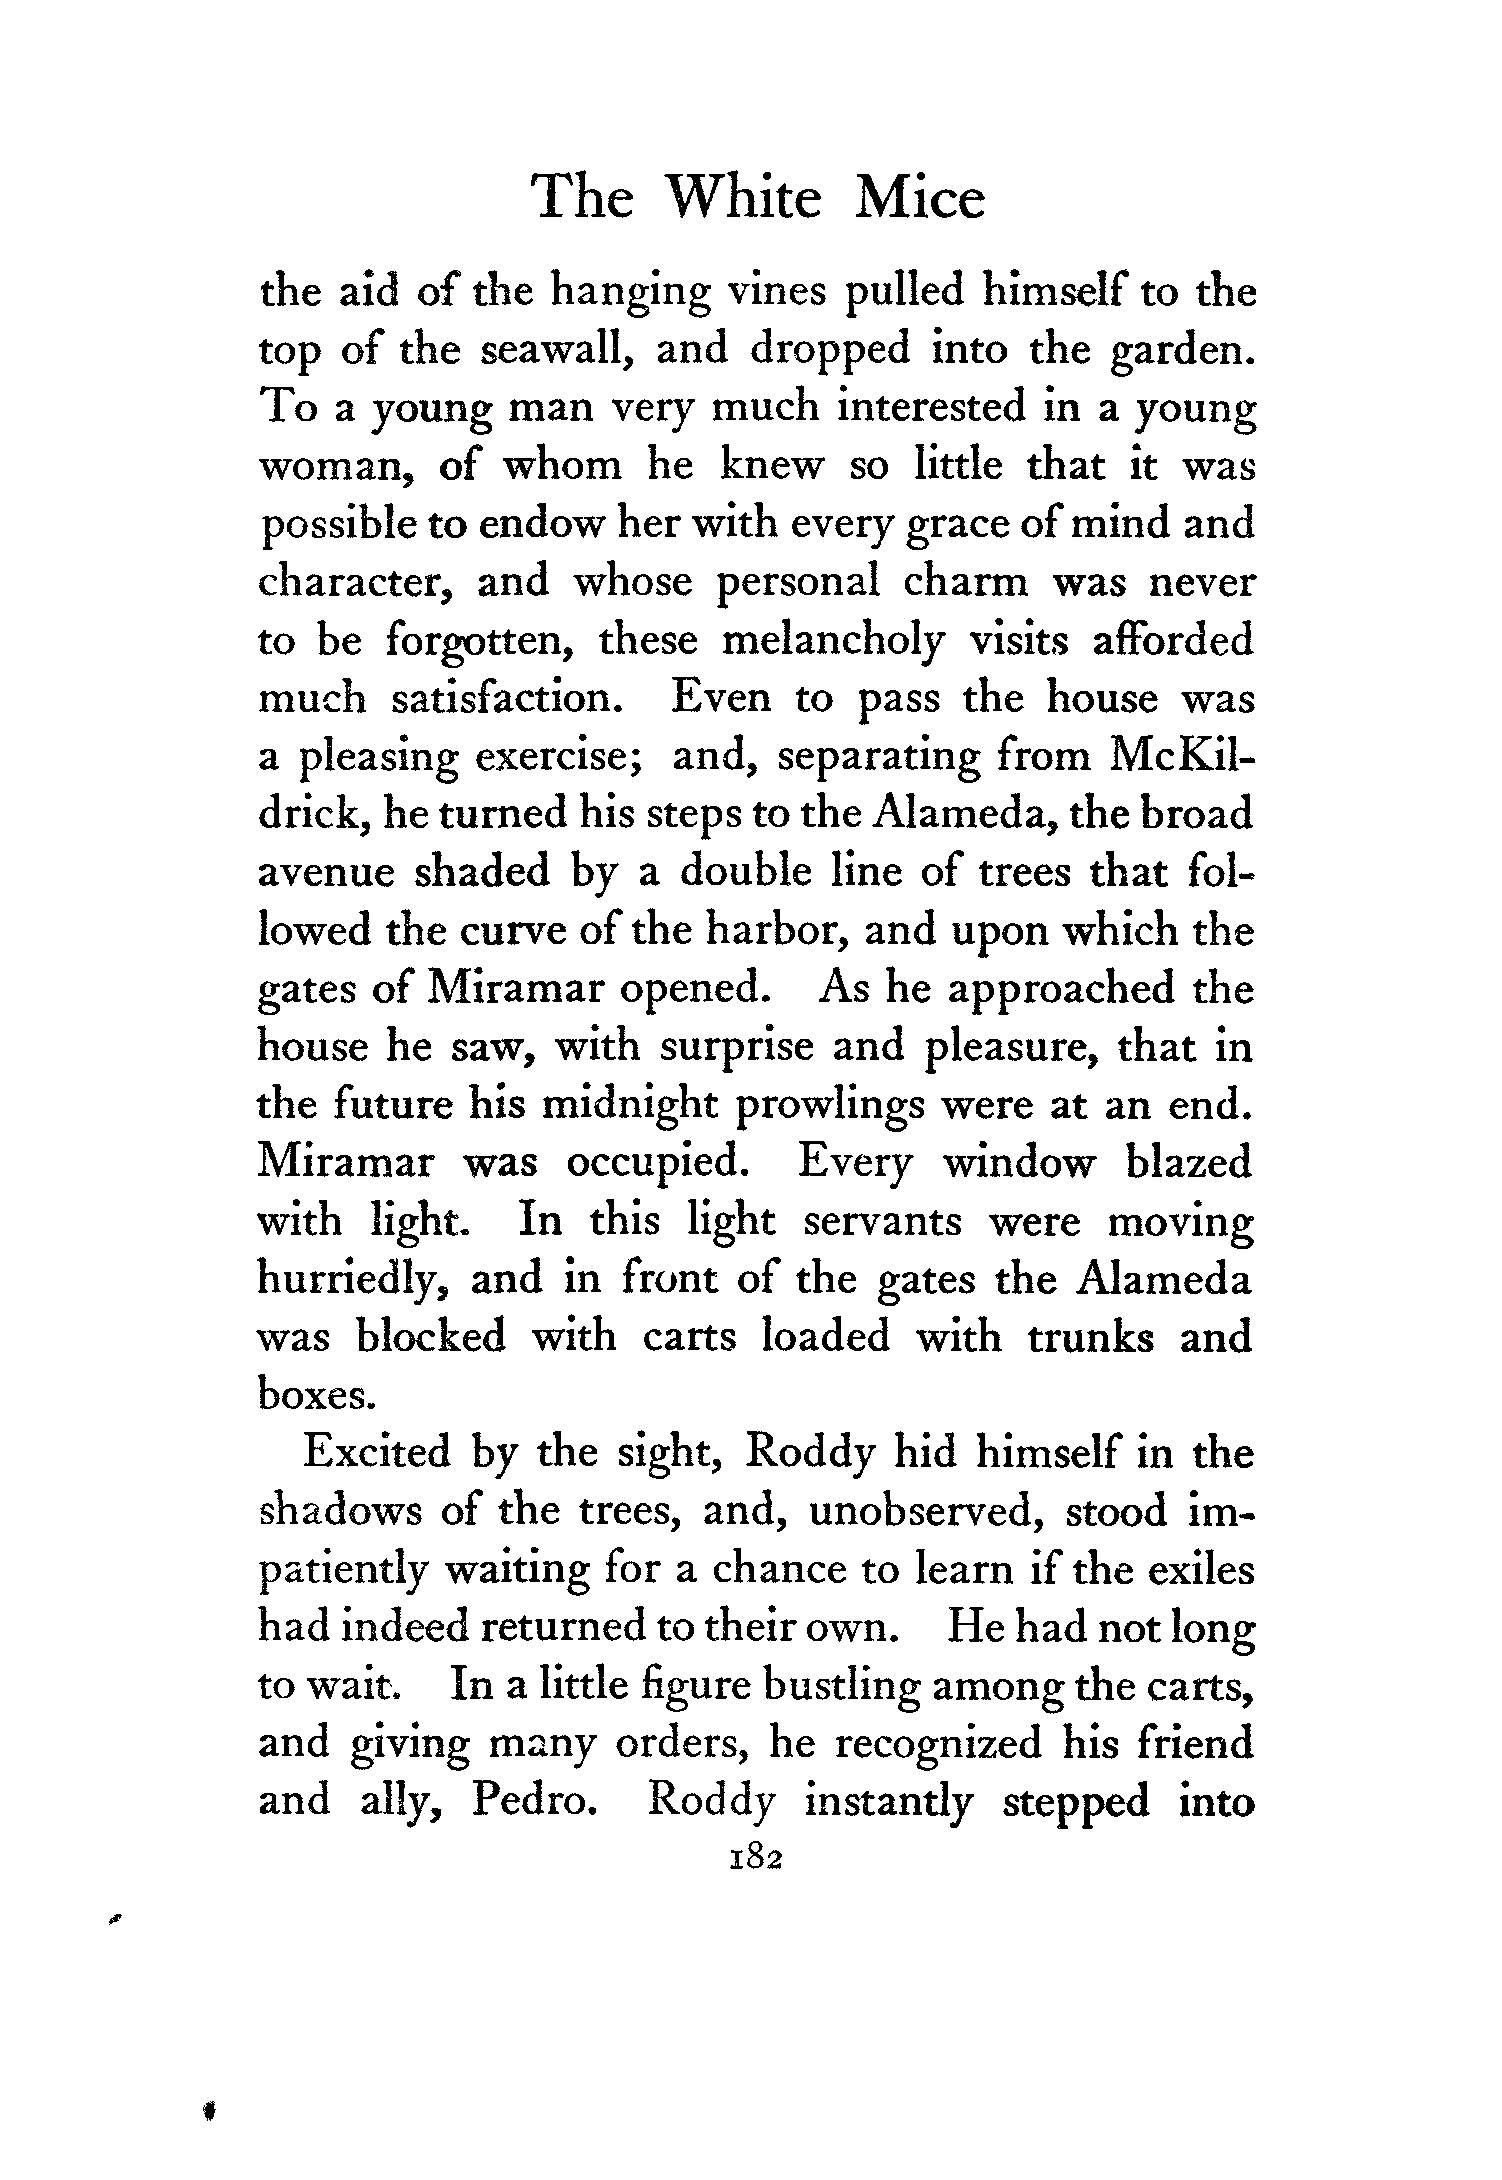 The White Mice
the aid of the hanging vines pulled himself to the
top of the seawall, and dropped into the garden.
To a young man very much interested in a young
woman, of whom he knew so little that it was
possible to endow her with every grace of mind and
character, and whose personal charm was never
to be forgotten, these melancholy visits afforded
much satisfaction. Even to pass the house was
a pleasing exercise; and, separating from McKil-
drick, he turned his steps to the Alameda, the broad
avenue shaded by a double line of trees that fol-
lowed the curve of the harbor, and upon which the
gates of Miramar opened. As he approached the
house he saw, with surprise and pleasure, that in
the future his midnight prowlings were at an end.
Miramar was occupied. Every window blazed
with light. In this light servants were moving
hurriedly, and in front of the gates the Alameda
was blocked with carts loaded with trunks and
boxes.
Excited by the sight, Roddy hid himself in the
shadows of the trees, and, unobserved, stood im-
patiently waiting for a chance to learn if the exiles
had indeed returned to their own. He had not long
to wait. In a little figure bustling among the carts,
and giving many orders, he recognized his friend
and ally, Pedro. Roddy instantly stepped into
182